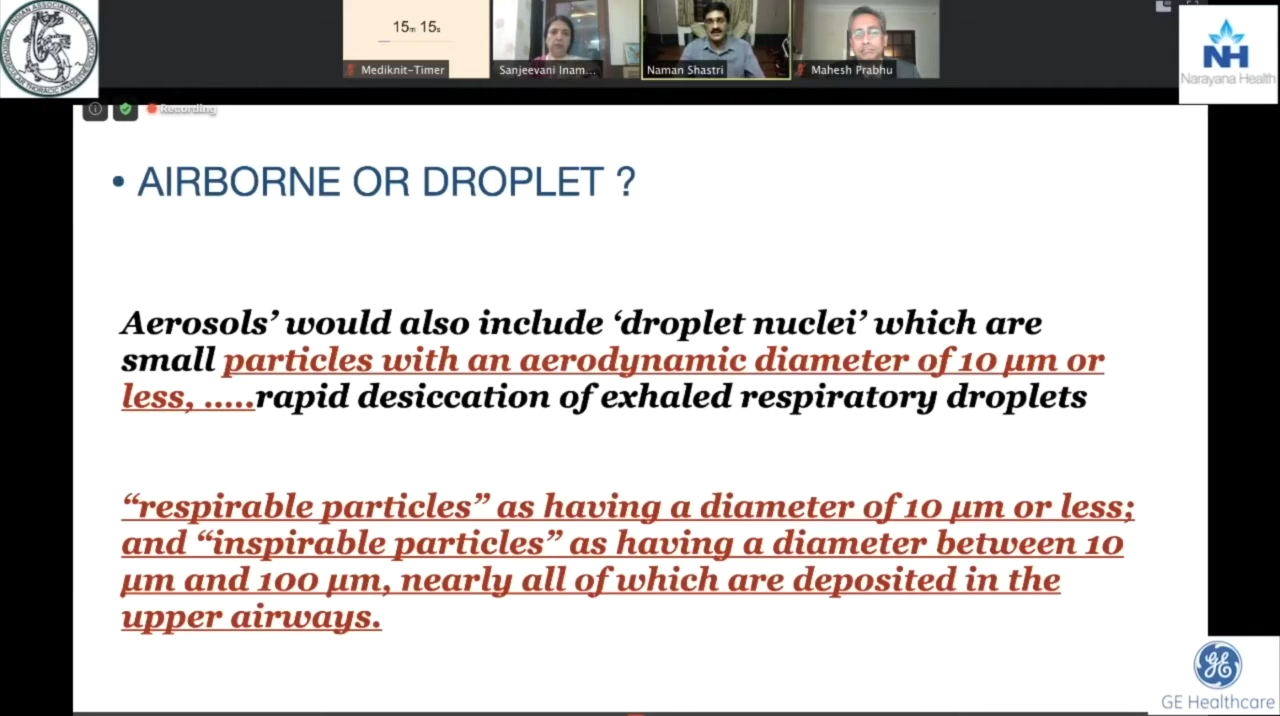 15m 15s
Mediknit-Timer
Sanjeevani Inam...
Naman Shastri
Mahesh Prabhu
NH
Narayana Health
Recording
• AIRBORNE OR DROPLET ?
Aerosols’ would also include ‘droplet nuclei’ which are
small particles with an aerodynamic diameter of 10 µm or
less, .....rapid desiccation of exhaled respiratory droplets
“respirable particles” as having a diameter of 10 µm or less;
and “inspirable particles” as having a diameter between 10
µm and 100 µm, nearly all of which are deposited in the
upper airways.
GE Healthcare